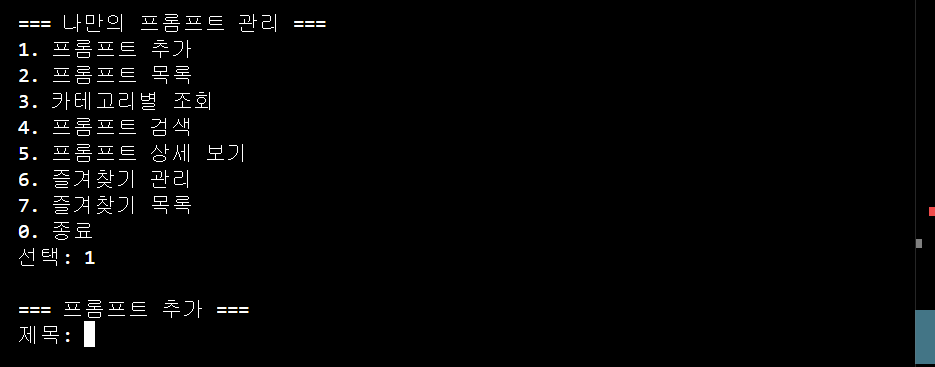 === 나만의 프롬프트 관리 ===
1. 프롬프트 추가
2. 프롬프트 목록
3. 카테고리별 조회
4. 프롬프트 검색
5. 프롬프트 상세 보기
6. 즐겨찾기 관리
7. 즐겨찾기 목록
0. 종료
선택: 1
=== 프롬프트 추가 ===
제목: